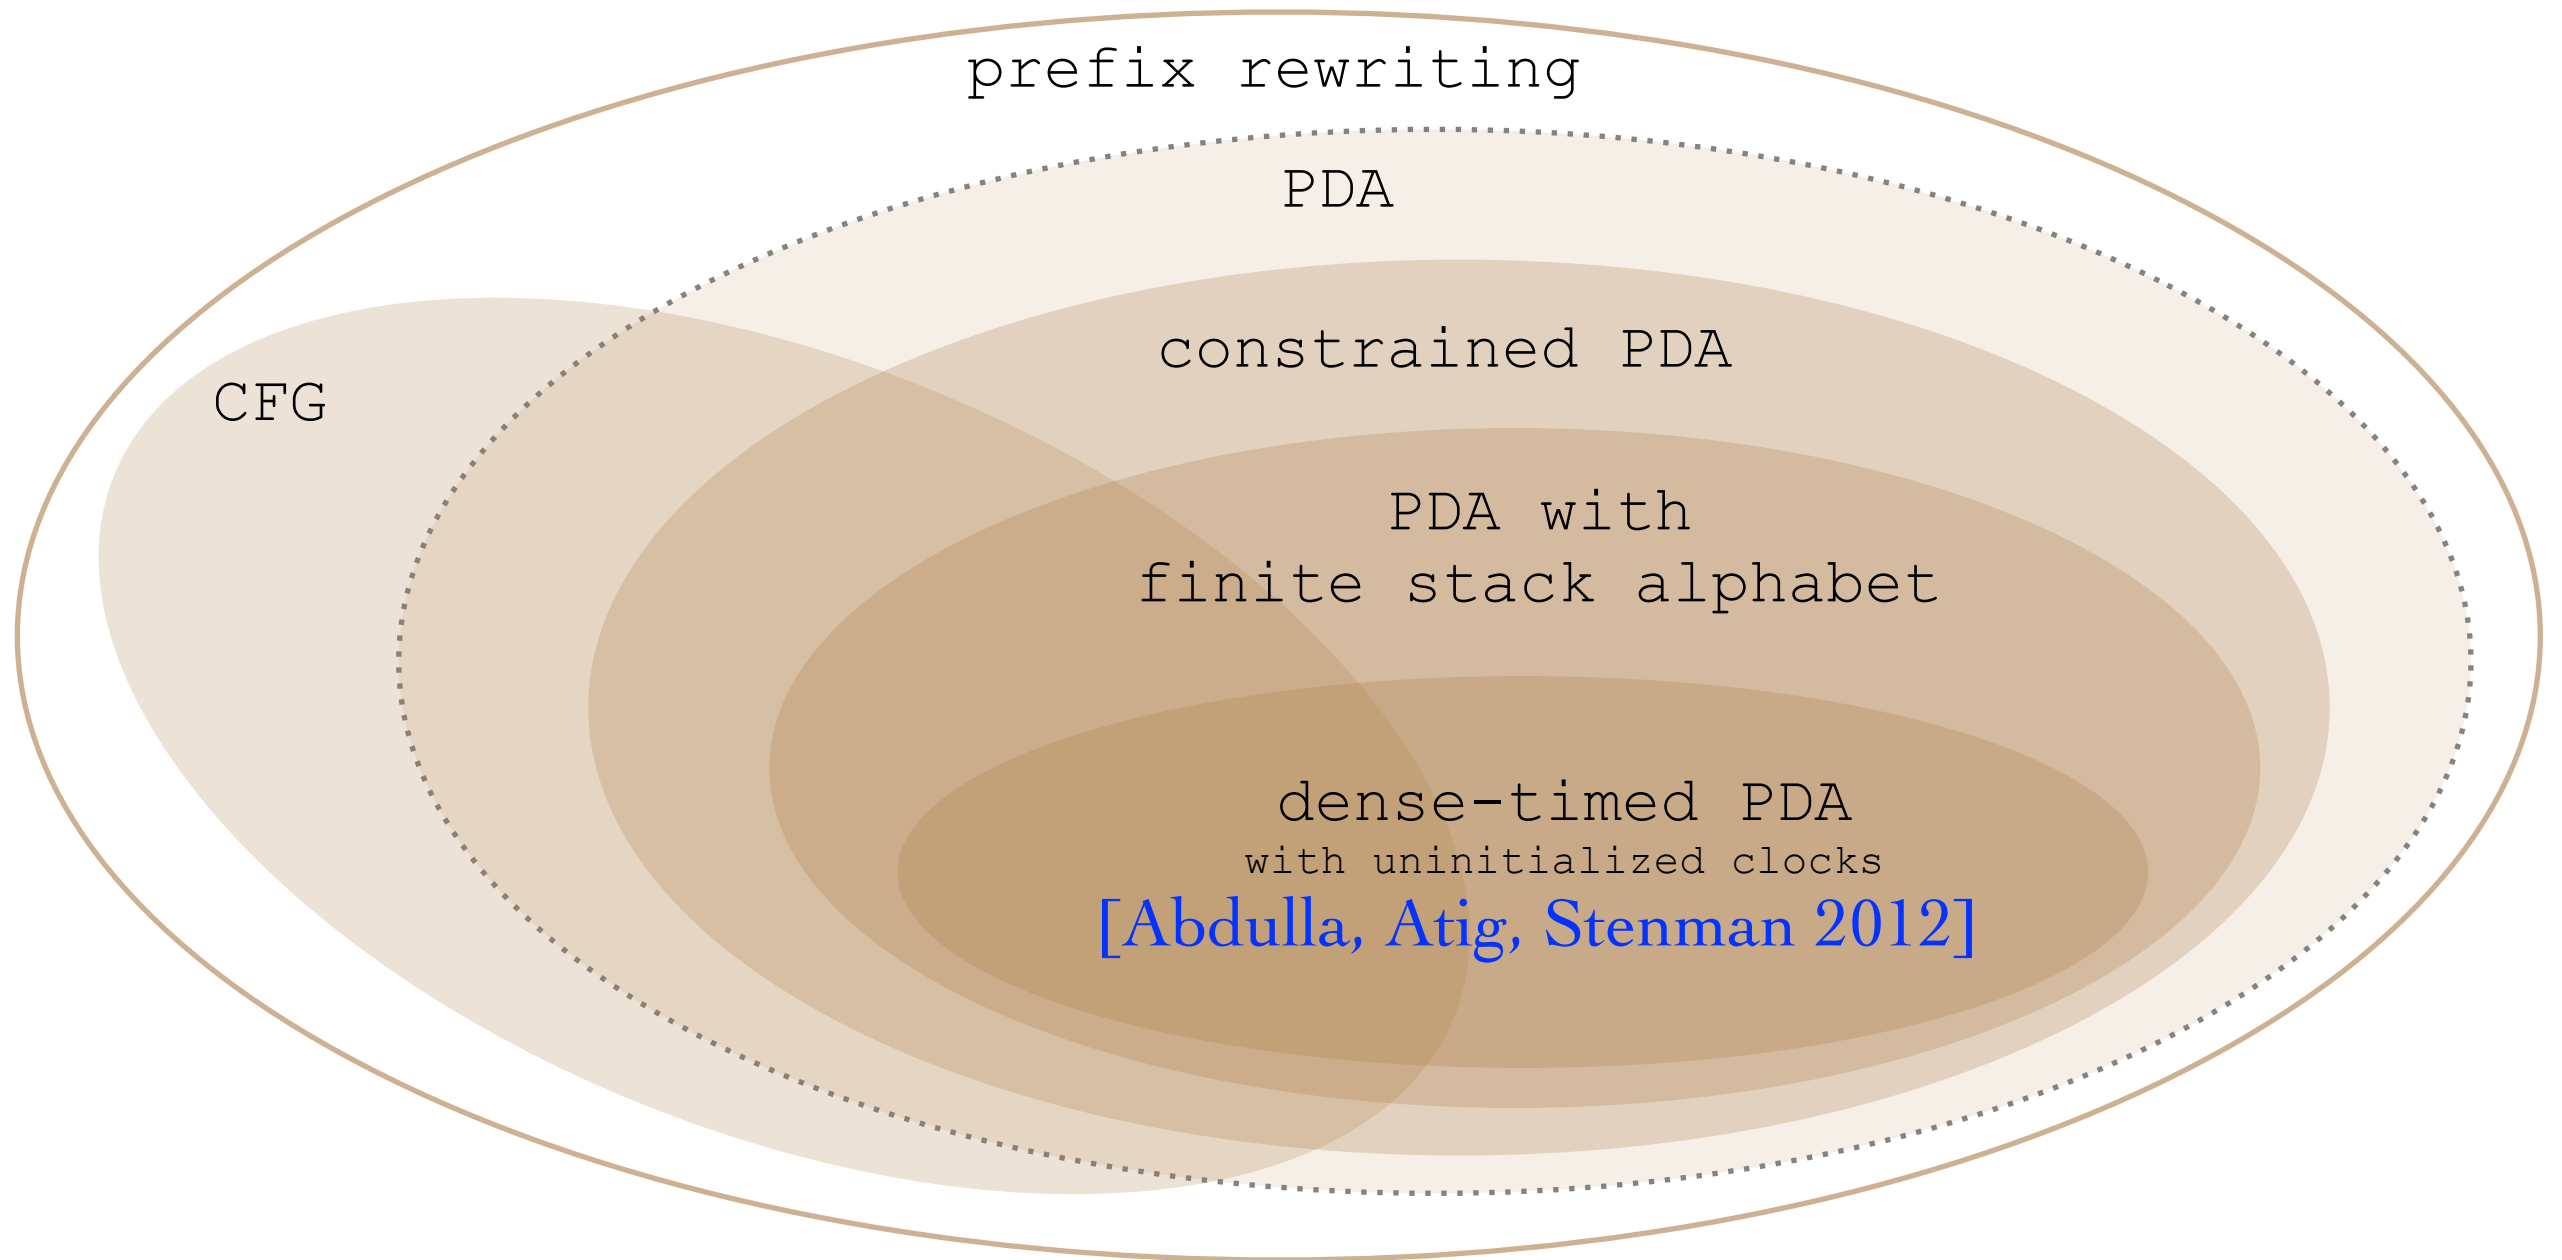 prefix rewriting
PDA
constrained PDA
CFG
PDA with
finite stack alphabet
dense-timed PDA
with uninitialized clocks
[Abdulla, Atig, Stenman 2012]